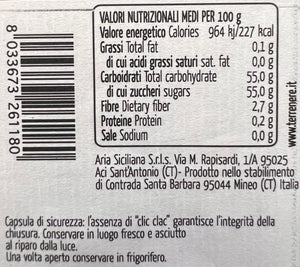 VALORI NUTRIZIONALI MEDI PER 100 g
Valore energetico Calories 964 kj/227 kcal
Grassi Total fat 0,1 g
di cui acidi grassi saturi sat. fat 0,0 g
Carboidrati Total carbohydrate 55,0 g
di cui zuccheri sugars 55,0 g
Fibre Dietary fiber 2,7 g
Proteine Protein 0,2 g
Sale Sodium 0,0 g
8 033673 261180
www.terrenere.it
Aria Siciliana S.r.l.s. Via M. Rapisardi, 1/A 95025
Aci Sant'Antonio (CT)- Prodotto nello stabilimento
di Contrada Santa Barbara 95044 Mineo (CT) Italia
Capsula di sicurezza: l'assenza di "clic clac" garantisce l'integrità della
chiusura. Conservare in luogo fresco e asciutto
al riparo dalla luce.
Una volta aperto conservare in frigorifero.